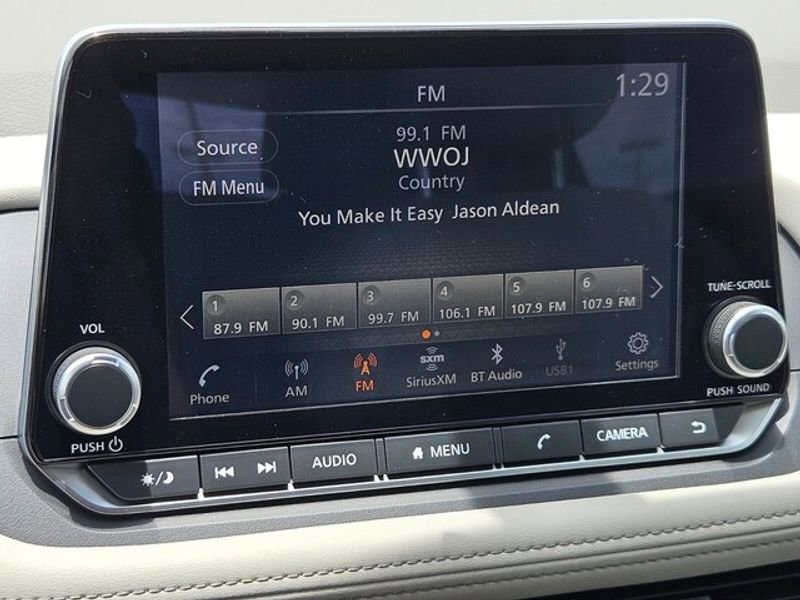 FM
1:29
Source
FM Menu
99.1 FM
WWOJ
Country
You Make It Easy Jason Aldean
1 2 3 4 5 6
87.9 FM 90.1 FM 99.7 FM 106.1 FM 107.9 FM 107.9 FM
Phone AM FM sxm SiriusXM BT Audio USB1 Settings
VOL
PUSH
TUNE·SCROLL
PUSH SOUND
AUDIO MENU CAMERA